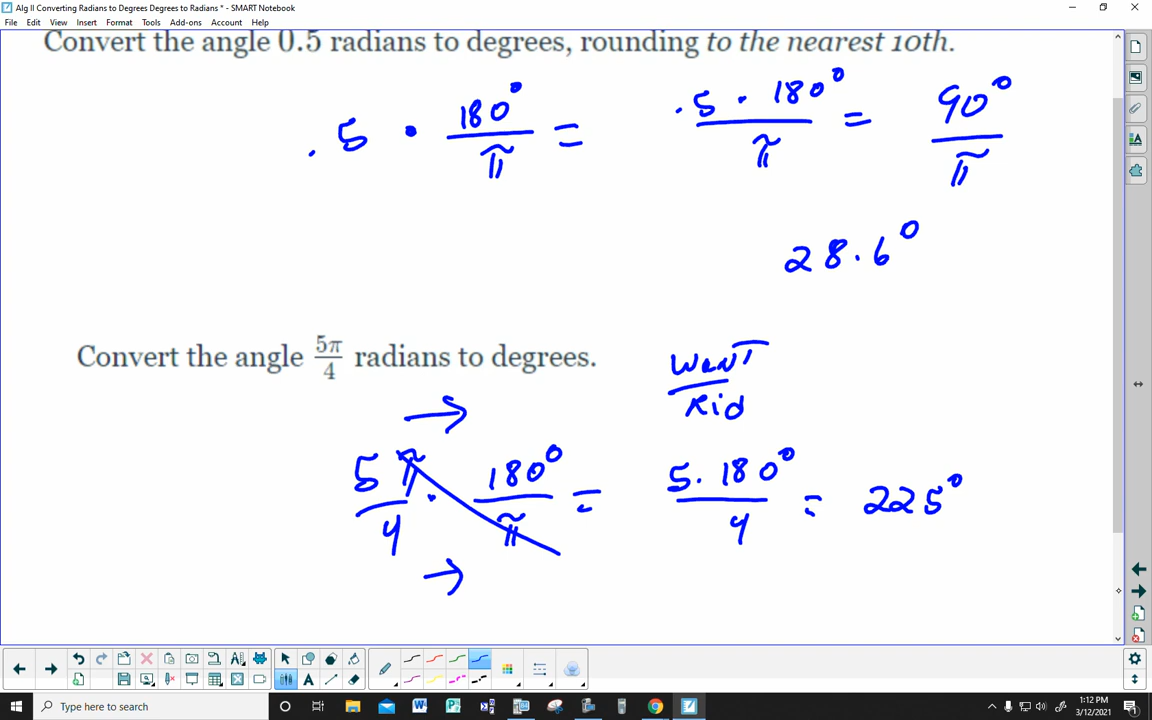 Alg II Converting Radians to Degrees Degrees to Radians * - SMART Notebook
File Edit View Insert Format Tools Add-ons Account Help
Convert the angle 0.5 radians to degrees, rounding to the nearest 10th.
.5 · 180°/π = .5 · 180°/π = 90°/π
28.6°
Convert the angle 5π/4 radians to degrees.
Want
Rid
5π/4 · 180°/π = 5·180°/4 = 225°
Type here to search
1:12 PM
3/12/2021